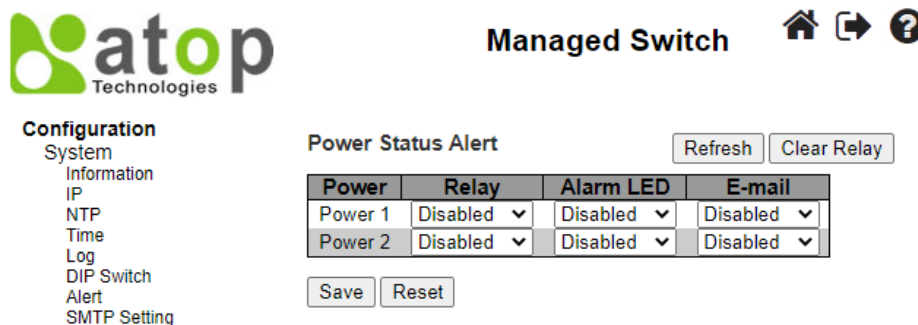 atop
Technologies
Managed Switch
Configuration
System
Information
IP
NTP
Time
Log
DIP Switch
Alert
SMTP Setting
Power Status Alert
Refresh Clear Relay
Power Relay Alarm LED E-mail
Power 1 Disabled Disabled Disabled
Power 2 Disabled Disabled Disabled
Save Reset